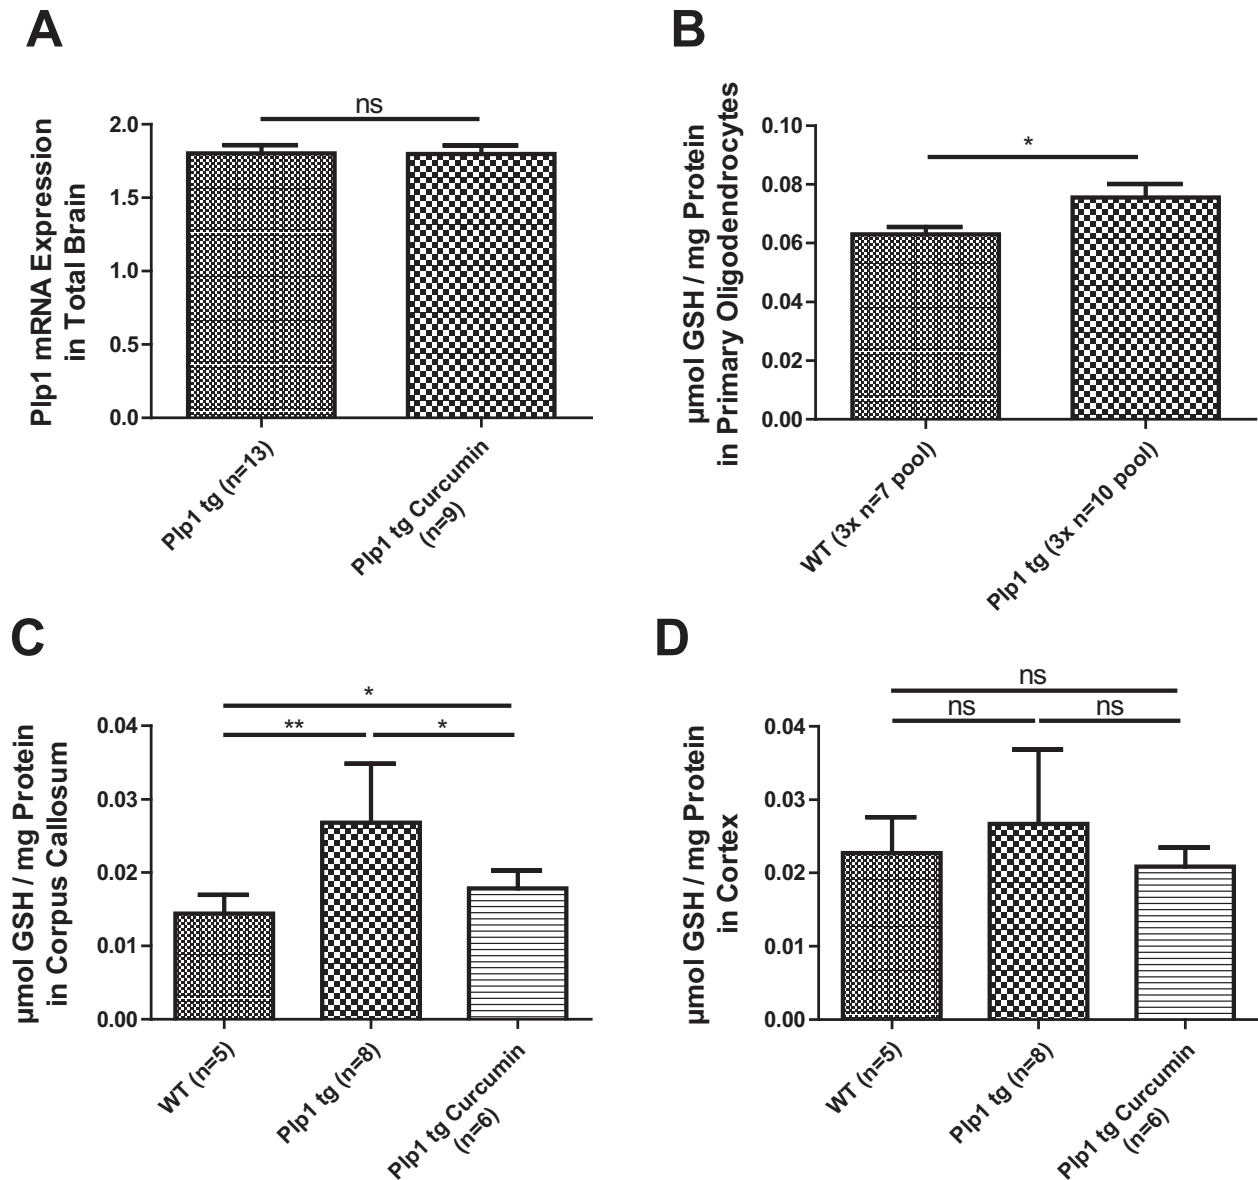 A
Plp1 mRNA Expression
in Total Brain
2.0
1.5
1.0
0.5
0.0
ns
Plp1 tg (n=13)
Plp1 tg Curcumin
(n=9)
B
µmol GSH / mg Protein
in Primary Oligodendrocytes
0.10
0.08
0.06
0.04
0.02
0.00
*
WT (3x n=7 pool)
Plp1 tg (3x n=10 pool)
C
µmol GSH / mg Protein
in Corpus Callosum
0.04
0.03
0.02
0.01
0.00
*
** *
WT (n=5)
Plp1 tg (n=8)
Plp1 tg Curcumin
(n=6)
D
µmol GSH / mg Protein
in Cortex
0.04
0.03
0.02
0.01
0.00
ns
ns ns
WT (n=5)
Plp1 tg (n=8)
Plp1 tg Curcumin
(n=6)